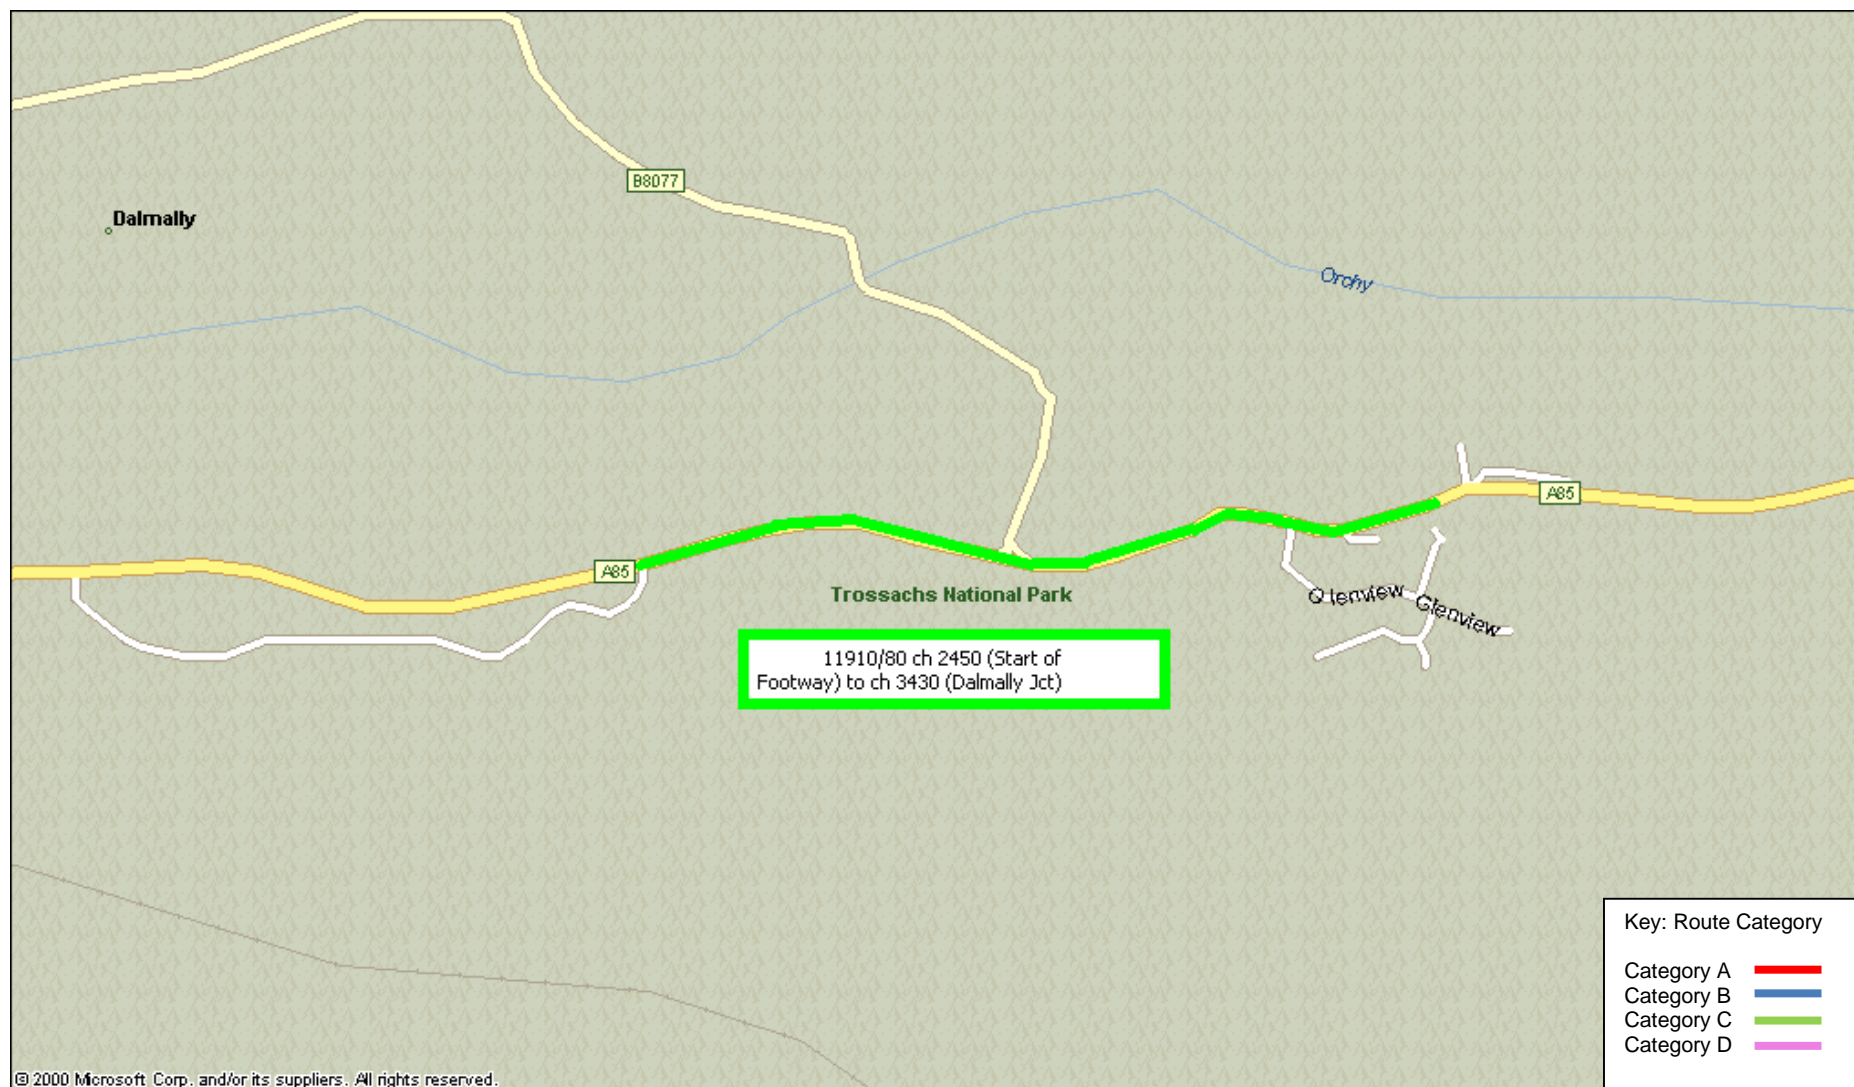 B8077
Dalmally
Orchy
A85
A85
Trossachs National Park
Glenview
11910/80 ch 2450 (Start of
Footway) to ch 3430 (Dalmally Jct)
Key: Route Category
Category A
Category B
Category C
Category D
© 2000 Microsoft Corp. and/or its suppliers. All rights reserved.